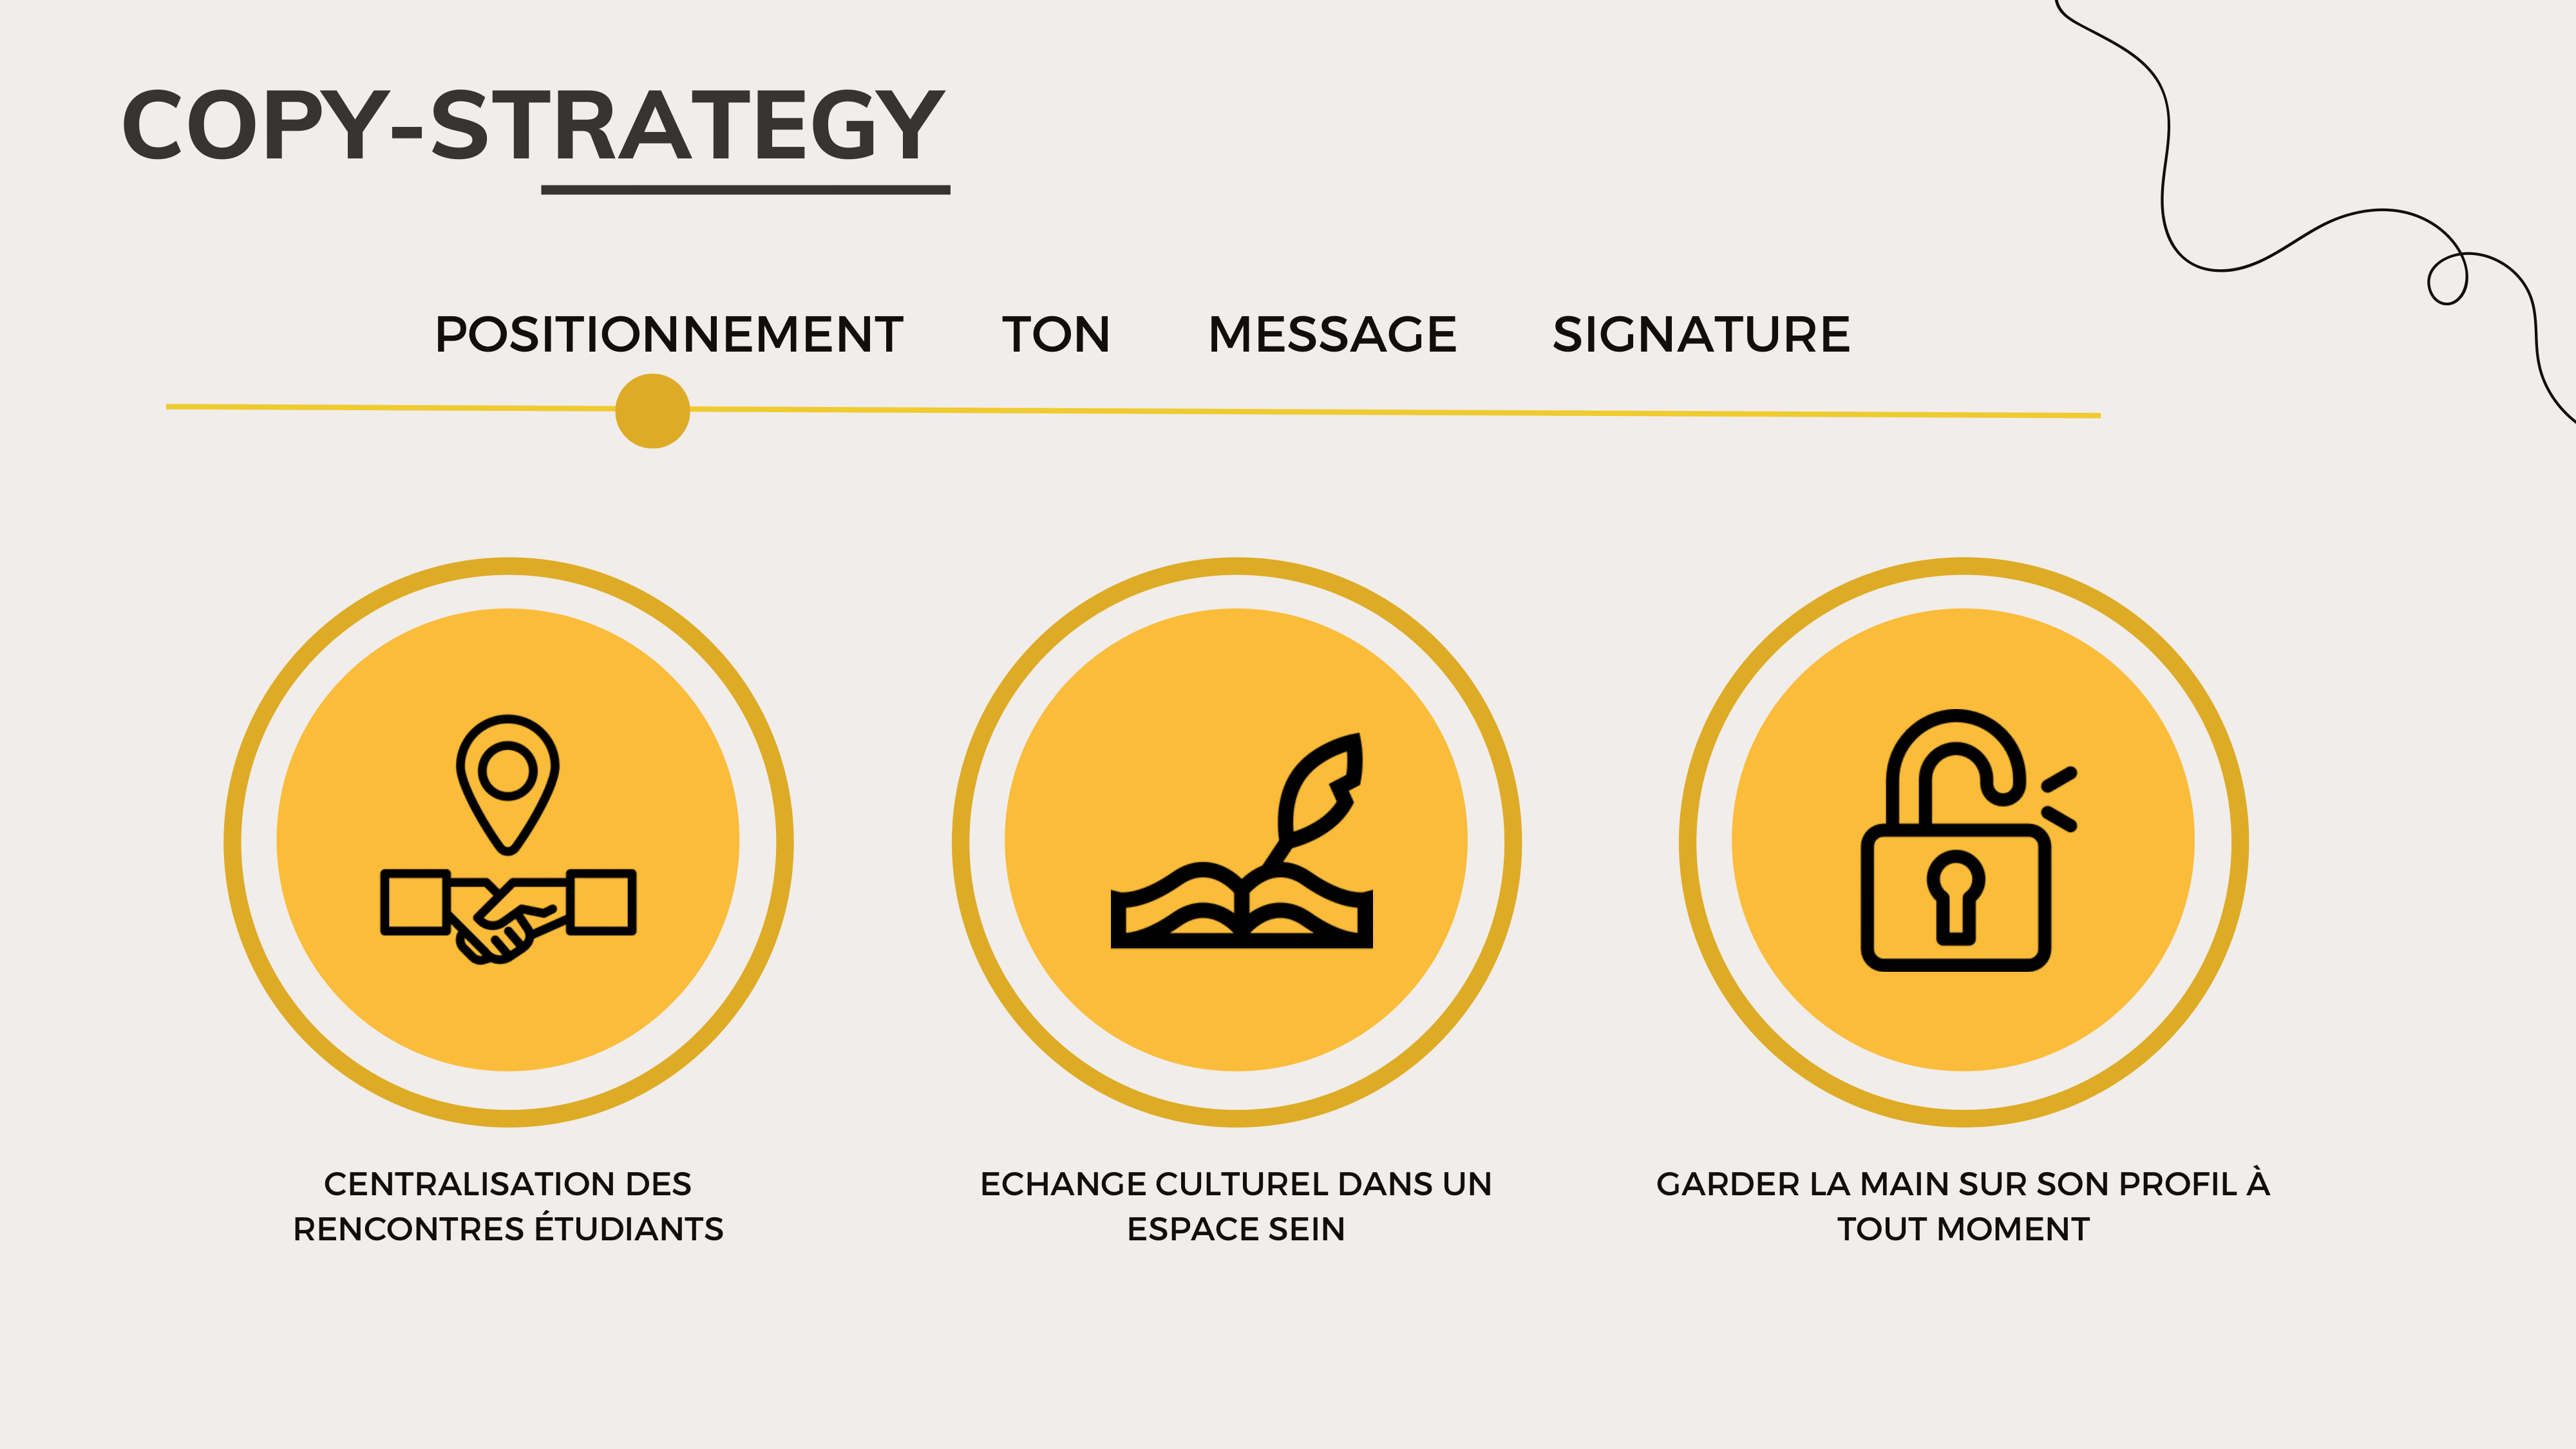 COPY-STRATEGY
POSITIONNEMENT TON MESSAGE SIGNATURE
CENTRALISATION DES
RENCONTRES ÉTUDIANTS
ECHANGE CULTUREL DANS UN
ESPACE SEIN
GARDER LA MAIN SUR SON PROFIL À
TOUT MOMENT